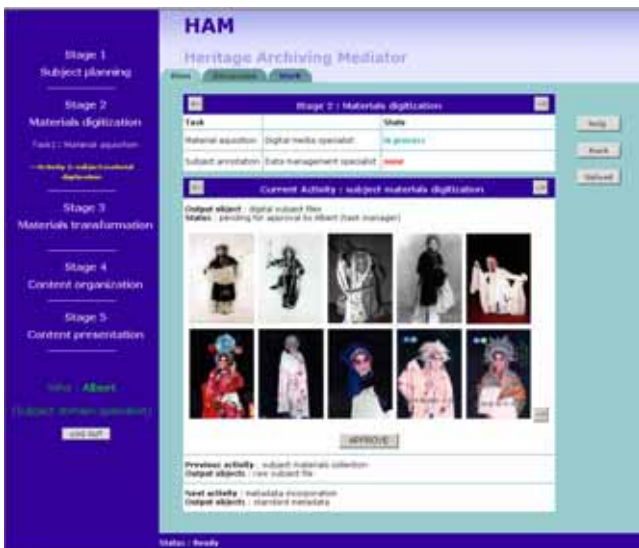 HAM
Heritage Archiving Mediator
Stage 1
Subject planning
Stage 2
Materials digitization
Task1 : Material aquisition
Stage 3
Materials transformation
Stage 4
Content organization
Stage 5
Content presentation
Albert
(Subject domain specialist)
LOG OUT
Work
Stage 2 : Materials digitization
Task
State
Material aquisition
Digital media specialist
in process
Subject annotation
Data management specialist
none
Current Activity : subject materials digitization
Output object : digital subject files
Status : pending for approval by Albert (task manager)
APPROVE
Previous activity : subject materials collection
Output objects : raw subject file
Next activity : metadata incorporation
Output objects : standard metadata
Help
Upload
Status : Ready